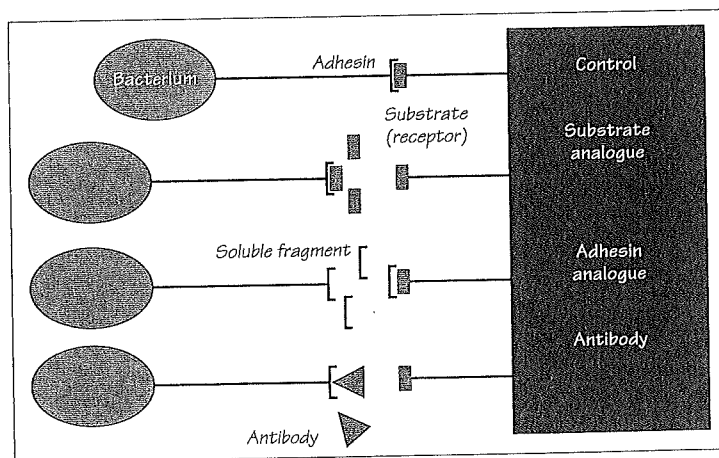 Adhesin
Bacterium
Control
Substrate
(receptor)
Substrate
analogue
Soluble fragment
Adhesin
analogue
Antibody
Antibody